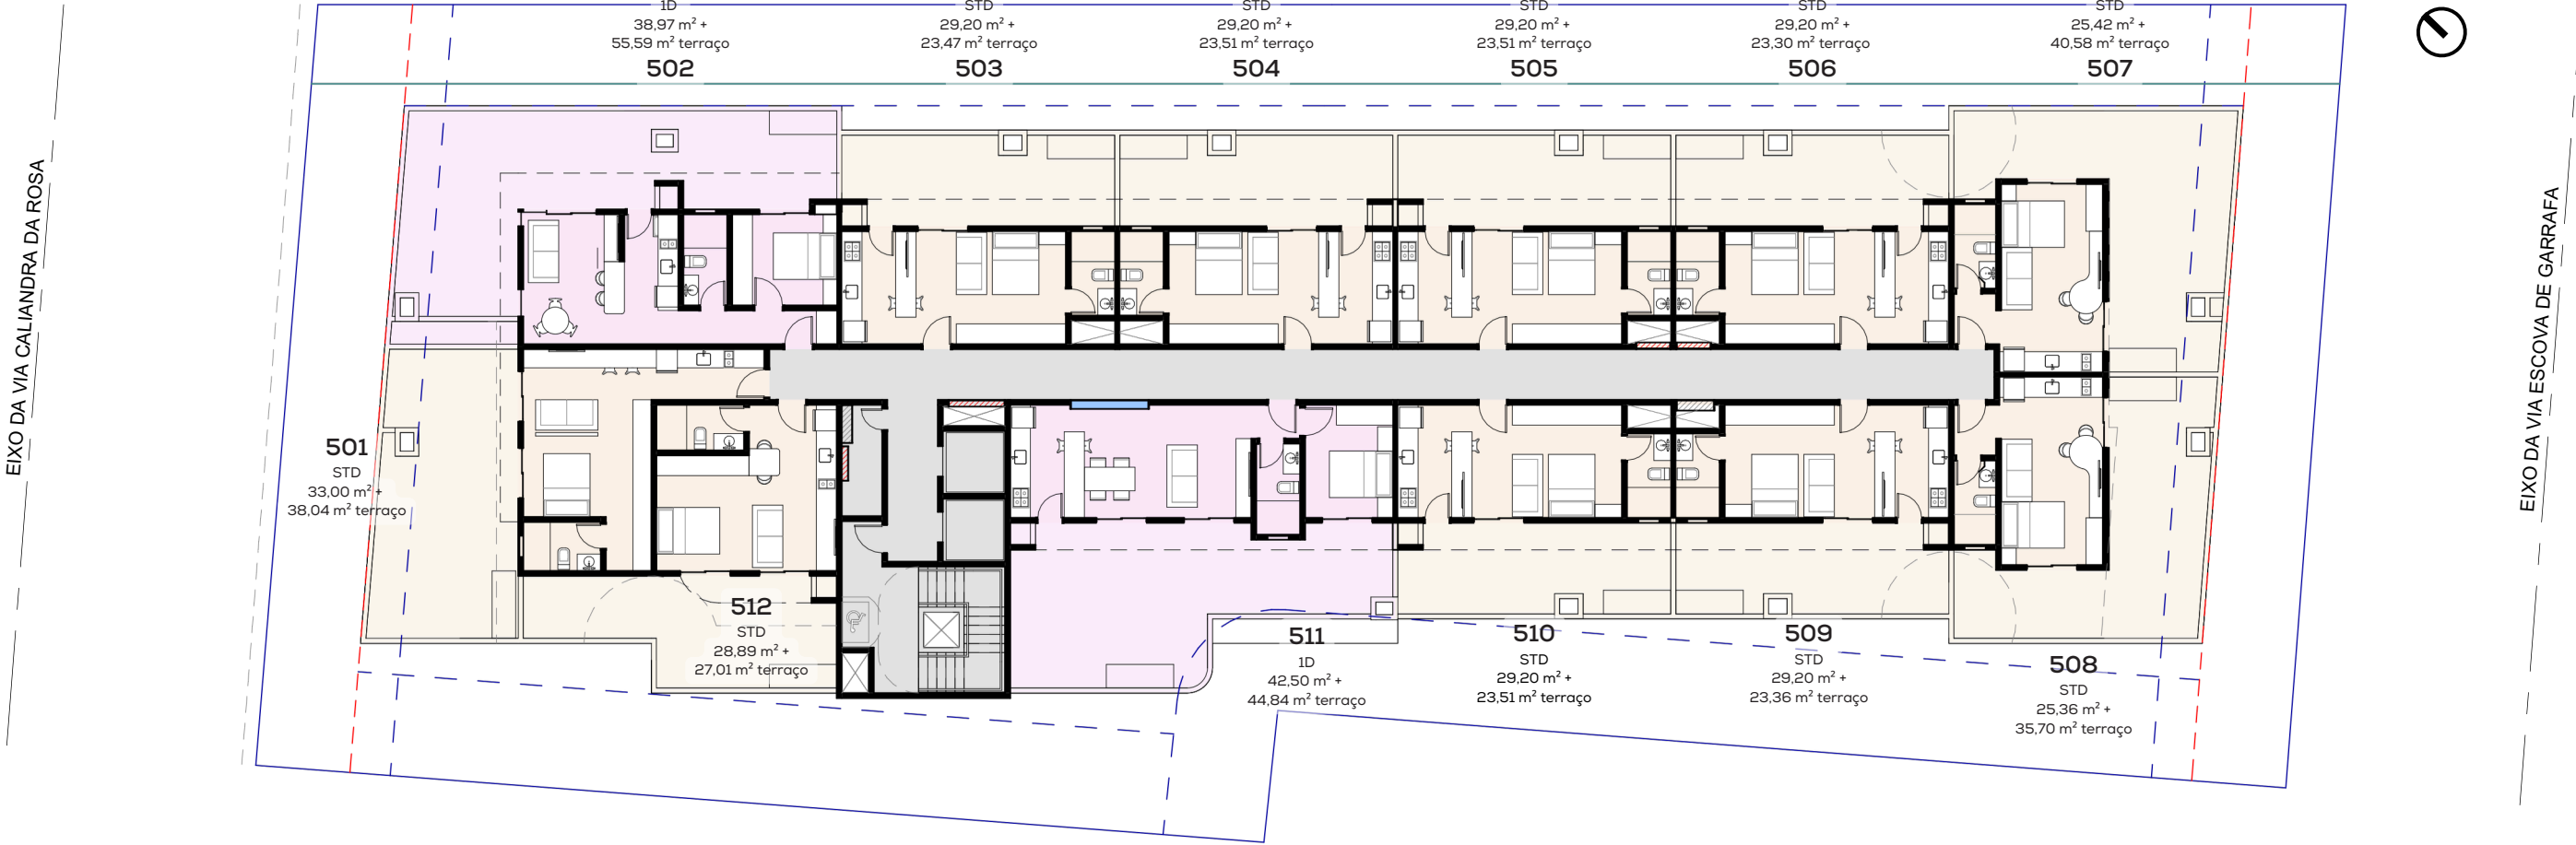 1D
38,97 m² +
55,59 m² terraço
502
STD
29,20 m² +
23,47 m² terraço
503
STD
29,20 m² +
23,51 m² terraço
504
STD
29,20 m² +
23,51 m² terraço
505
STD
29,20 m² +
23,30 m² terraço
506
STD
25,42 m² +
40,58 m² terraço
507
EIXO DA VIA CALIANDRA DA ROSA
EIXO DA VIA ESCOVA DE GARRAFA
501
STD
33,00 m² +
38,04 m² terraço
512
STD
28,89 m² +
27,01 m² terraço
511
1D
42,50 m² +
44,84 m² terraço
510
STD
29,20 m² +
23,51 m² terraço
509
STD
29,20 m² +
23,36 m² terraço
508
STD
25,36 m² +
35,70 m² terraço